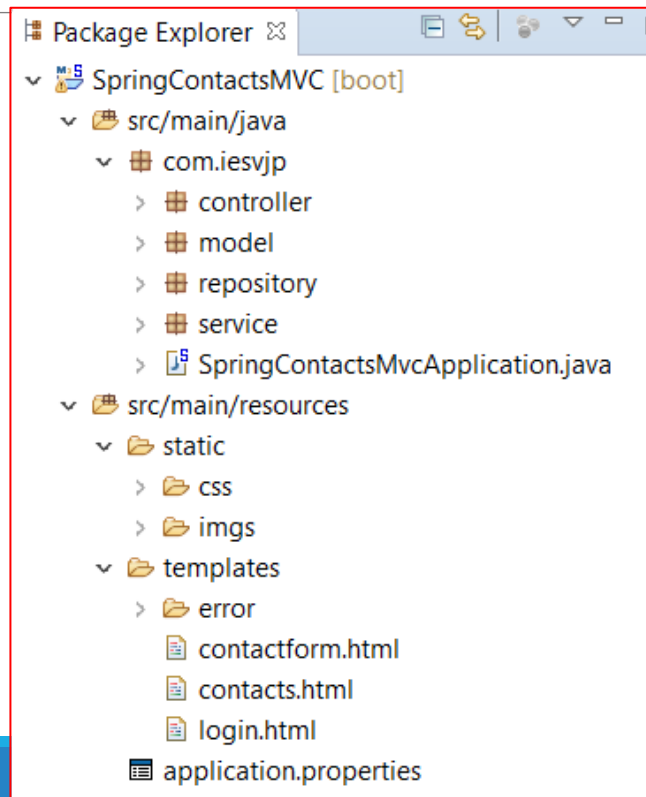 Package Explorer
SpringContactsMVC [boot]
src/main/java
com.iesvjp
controller
model
repository
service
SpringContactsMvcApplication.java
src/main/resources
static
css
imgs
templates
error
contactform.html
contacts.html
login.html
application.properties